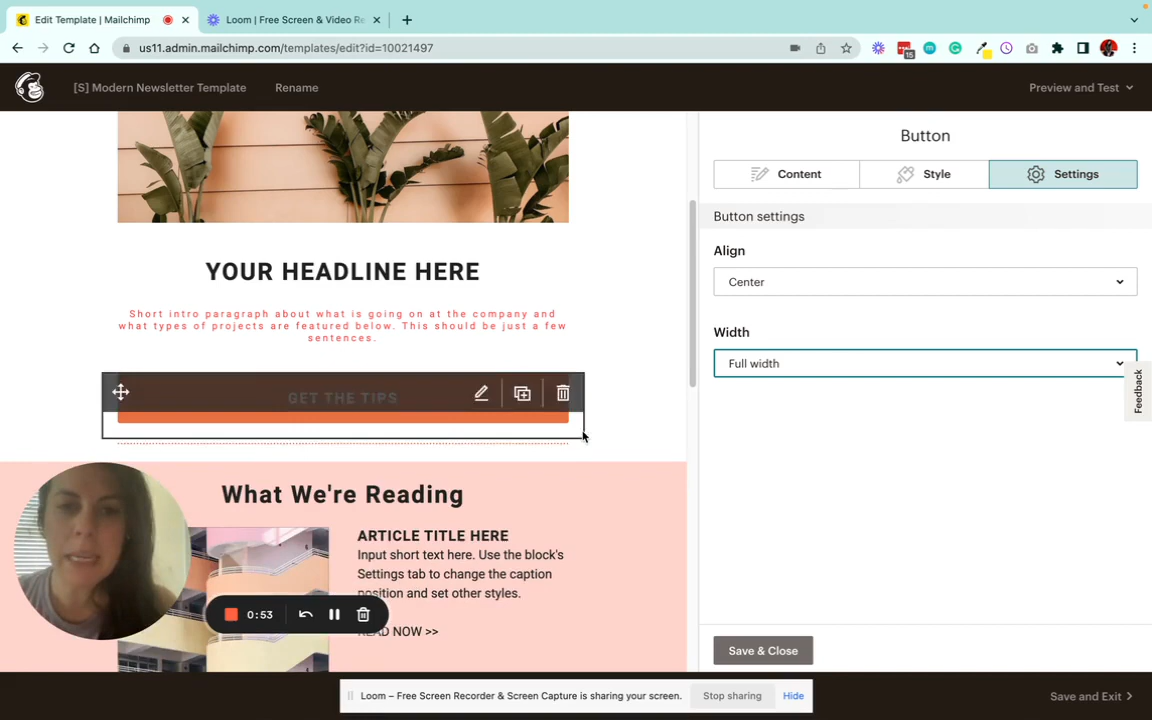 Edit Template | Mailchimp
Loom | Free Screen & Video Re
us11.admin.mailchimp.com/templates/edit?id=10021497
15
[S] Modern Newsletter Template
Rename
Preview and Test
YOUR HEADLINE HERE
Short intro paragraph about what is going on at the company and
what types of projects are featured below. This should be just a few
sentences.
GET THE TIPS
What We're Reading
ARTICLE TITLE HERE
Input short text here. Use the block's
Settings tab to change the caption
position and set other styles.
READ NOW >>
0:53
Button
Content
Style
Settings
Button settings
Align
Center
Width
Full width
Feedback
Save & Close
Loom – Free Screen Recorder & Screen Capture is sharing your screen.
Stop sharing
Hide
Save and Exit